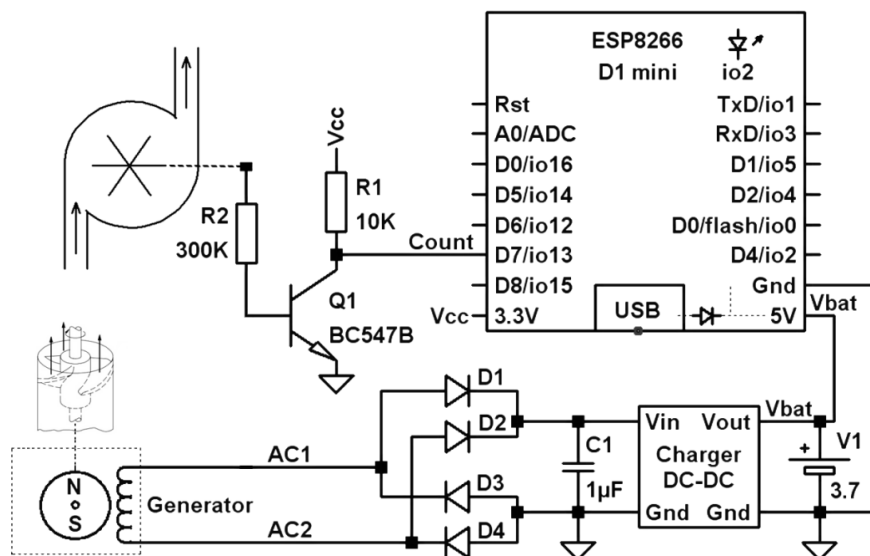 ESP8266
D1 mini io2
Rst TxD/io1
A0/ADC RxD/io3
D0/io16 D1/io5
D5/io14 D2/io4
D6/io12 D0/flash/io0
D7/io13 D4/io2
D8/io15 Gnd
3.3V USB 5V
Vcc
Vcc
R1
10K
R2
300K
Count
Q1
BC547B
Vbat
N
S
Generator
AC1
AC2
D1
D2
D3
D4
C1
1µF
Vin Vout
Charger
DC-DC
Gnd Gnd
Vbat
+
V1
3.7